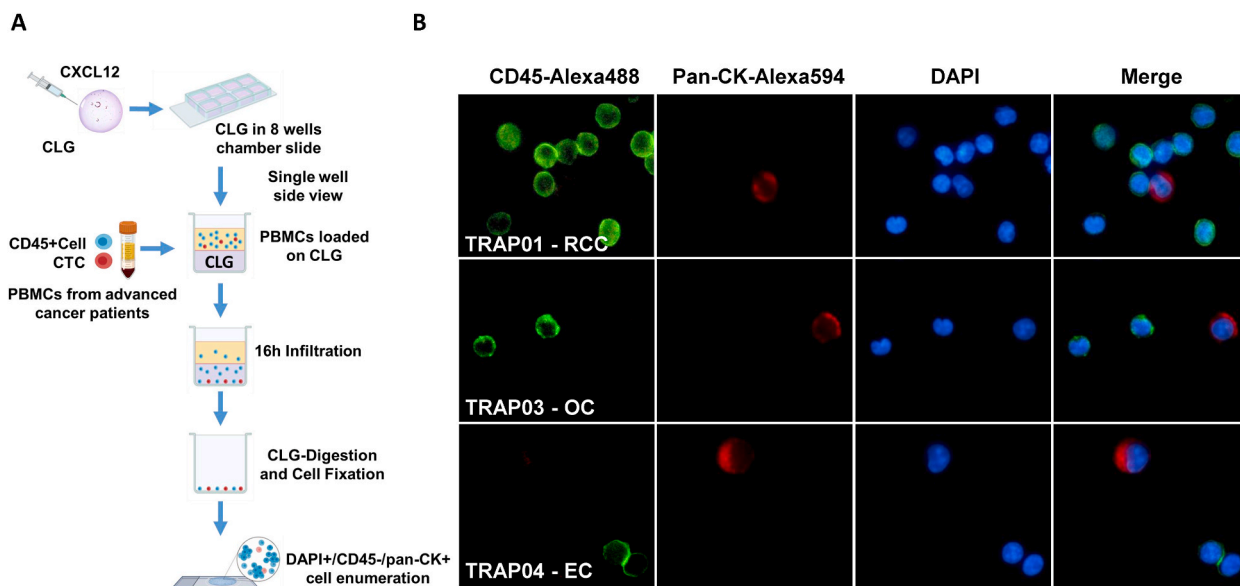 A
CXCL12
CLG
CLG in 8 wells
chamber slide
Single well
side view
CD45+Cell
CTC
PBMCs loaded
on CLG
CLG
PBMCs from advanced
cancer patients
16h Infiltration
CLG-Digestion
and Cell Fixation
DAPI+/CD45-/pan-CK+
cell enumeration
B
CD45-Alexa488 Pan-CK-Alexa594 DAPI Merge
TRAP01 - RCC
TRAP03 - OC
TRAP04 - EC